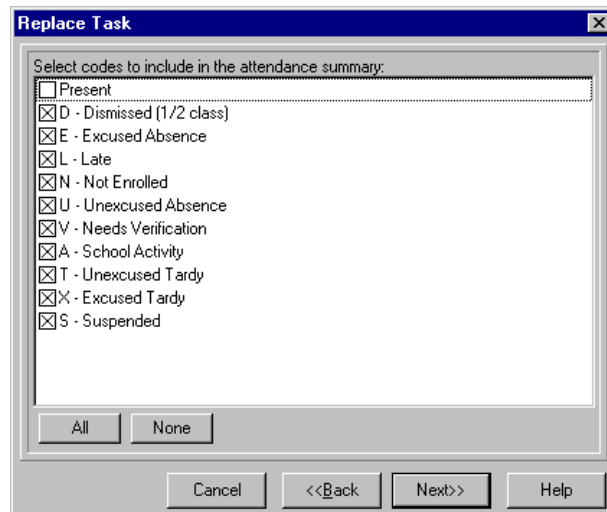 Replace Task
Select codes to include in the attendance summary:
Present
D - Dismissed (1/2 class)
E - Excused Absence
L - Late
N - Not Enrolled
U - Unexcused Absence
V - Needs Verification
A - School Activity
T - Unexcused Tardy
X - Excused Tardy
S - Suspended
All None
Cancel <<Back Next>> Help